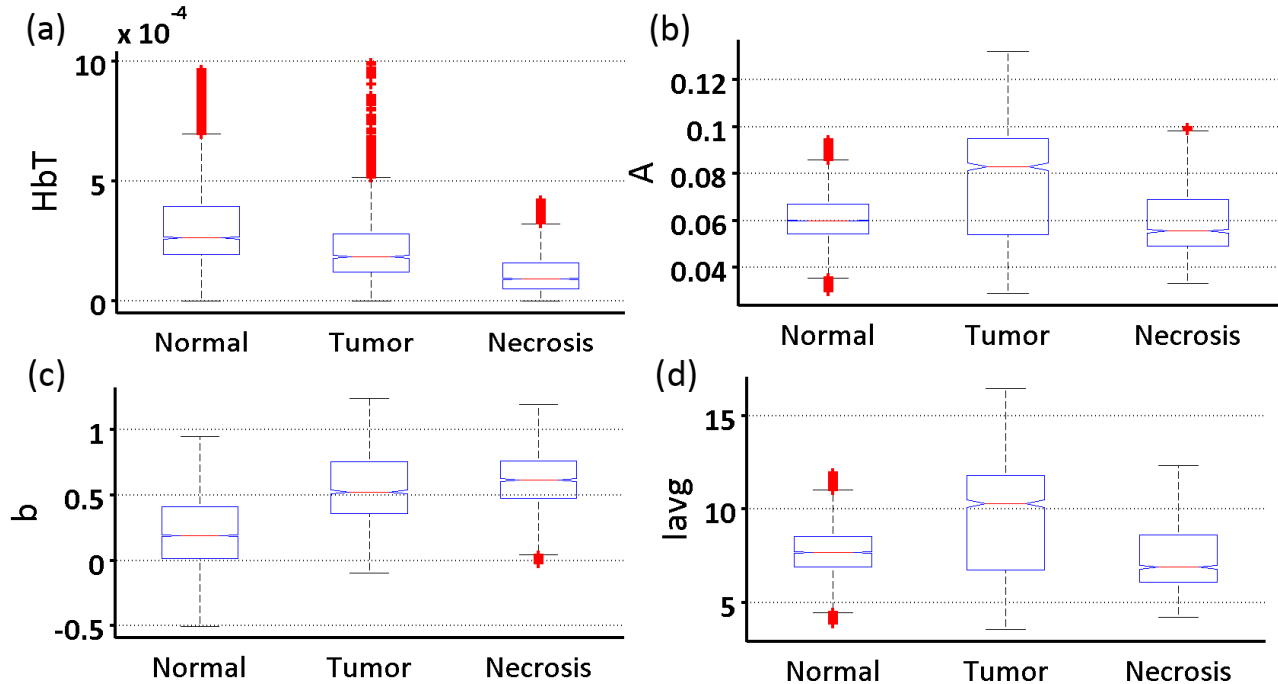 (a)
x 10⁻⁴
HbT
10
5
0
Normal Tumor Necrosis
(b)
A
0.12
0.1
0.08
0.06
0.04
Normal Tumor Necrosis
(c)
b
1
0.5
0
-0.5
Normal Tumor Necrosis
(d)
Iavg
15
10
5
Normal Tumor Necrosis